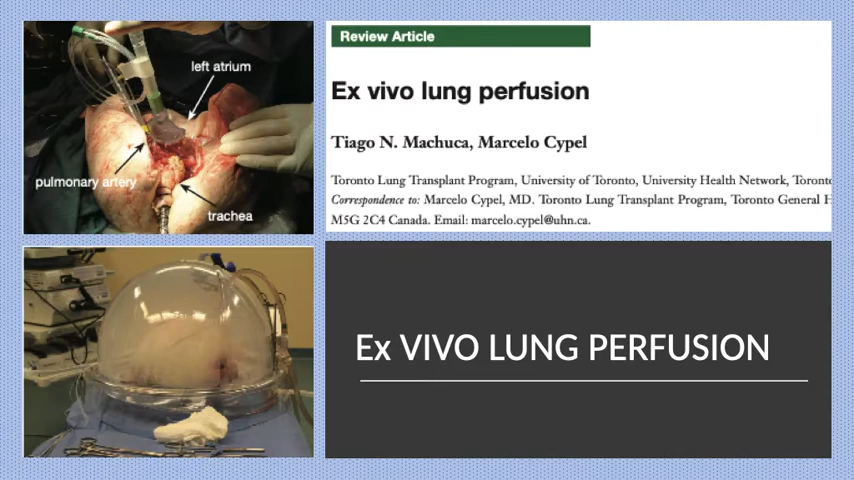 left atrium
pulmonary artery
trachea
Review Article
Ex vivo lung perfusion
Tiago N. Machuca, Marcelo Cypel
Toronto Lung Transplant Program, University of Toronto, University Health Network,
Correspondence to: Marcelo Cypel, MD. Toronto Lung Transplant Program, Toronto General
M5G 2C4 Canada. Email: marcelo.cypel@uhn.ca.
Ex VIVO LUNG PERFUSION